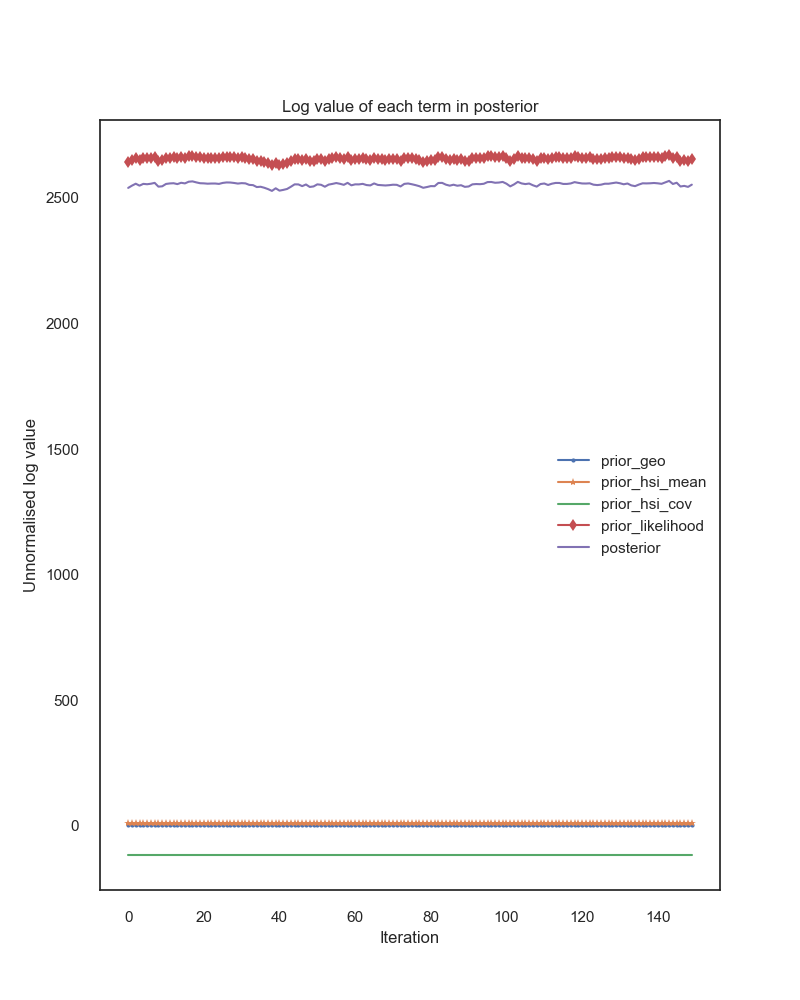 Log value of each term in posterior
Unnormalised log value
2500
2000
1500
1000
500
0
prior_geo
prior_hsi_mean
prior_hsi_cov
prior_likelihood
posterior
0 20 40 60 80 100 120 140
Iteration